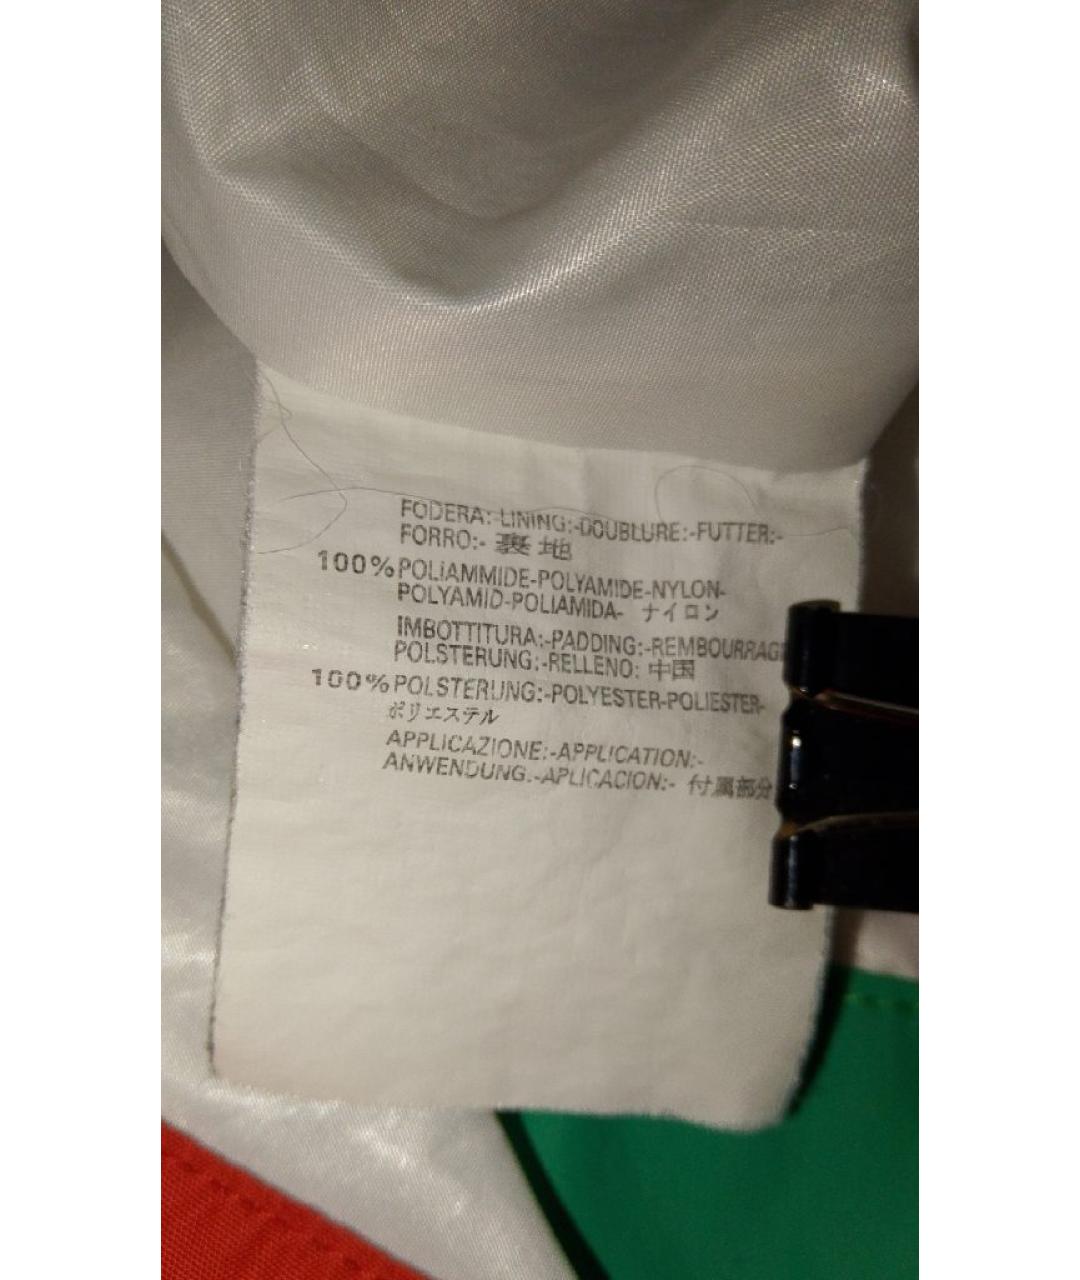 FODERA:-LINING:-DOUBLURE:-FUTTER:-
FORRO:- 裏地
100% POLIAMMIDE-POLYAMIDE-NYLON-
POLYAMID-POLIAMIDA- ナイロン
IMBOTTITURA:-PADDING:-REMBOURRAGE
POLSTERUNG:-RELLENO: 中国
100% POLSTERUNG:-POLYESTER-POLIESTER-
ポリエステル
APPLICAZIONE:-APPLICATION:-
ANWENDUNG.-APLICACION:- 付属部分